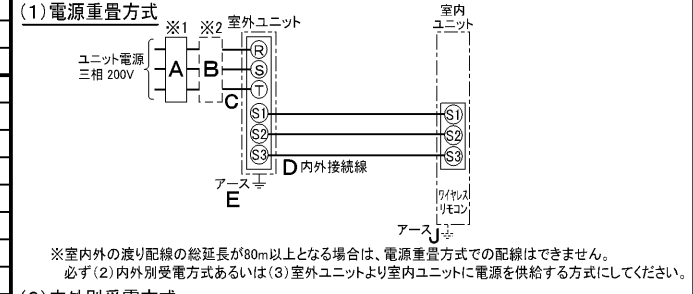 (1)電源重畳方式
※1 ※2 室外ユニット
室内
ユニット
ユニット電源
三相 200V
A B
R
S
T
C
S1 S1
S2 S2
S3 S3
D内外接続線
アース
E
ワイヤレス
リモコン
アース J
※室内外の渡り配線の総延長が80m以上となる場合は、電源重畳方式での配線はできません。
必ず(2)内外別受電方式あるいは(3)室外ユニットより室内ユニットに電源を供給する方式にしてください。